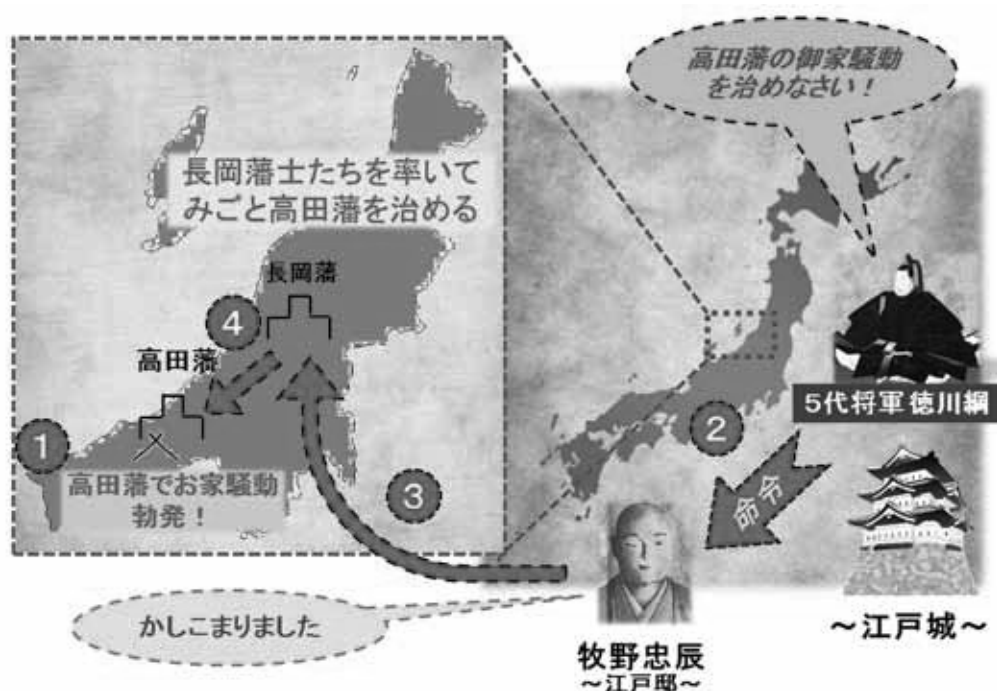 高田藩の御家騒動
を治めなさい！
長岡藩士たちを率いて
みごと高田藩を治める
長岡藩
④
高田藩
①
高田藩でお家騒動
勃発！
③
②
5代将軍徳川綱
命令
～江戸城～
かしこまりました
牧野忠辰
～江戸邸～